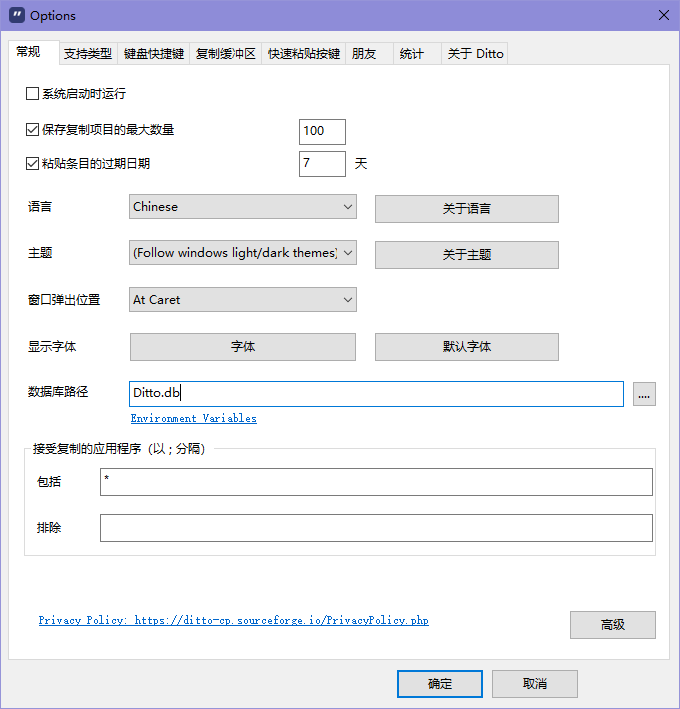 Options
常规 支持类型 键盘快捷键 复制缓冲区 快速粘贴按键 朋友 统计 关于 Ditto
系统启动时运行
保存复制项目的最大数量 100
粘贴条目的过期日期 7 天
语言 Chinese 关于语言
主题 (Follow windows light/dark themes) 关于主题
窗口弹出位置 At Caret
显示字体 字体 默认字体
数据库路径 Ditto.db ....
Environment Variables
接受复制的应用程序（以 ; 分隔）
包括 *
排除
Privacy Policy: https://ditto-cp.sourceforge.io/PrivacyPolicy.php
高级
确定 取消